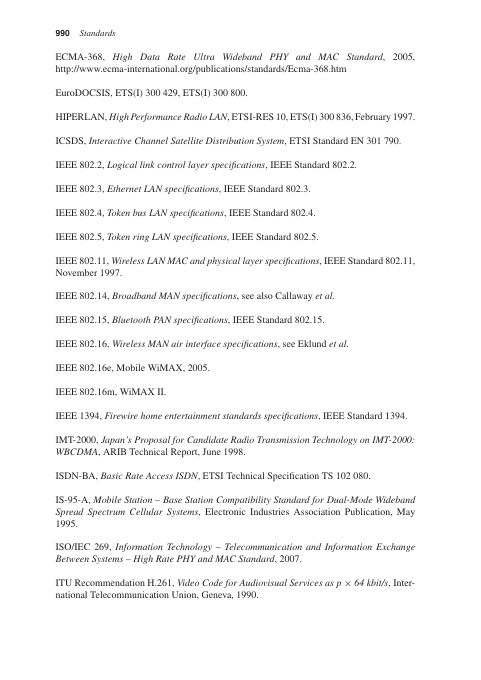 990 Standards
ECMA-368, High Data Rate Ultra Wideband PHY and MAC Standard, 2005,
http://www.ecma-international.org/publications/standards/Ecma-368.htm
EuroDOCSIS, ETS(I) 300 429, ETS(I) 300 800.
HIPERLAN, High Performance Radio LAN, ETSI-RES 10, ETS(I) 300 836, February 1997.
ICSDS, Interactive Channel Satellite Distribution System, ETSI Standard EN 301 790.
IEEE 802.2, Logical link control layer specifications, IEEE Standard 802.2.
IEEE 802.3, Ethernet LAN specifications, IEEE Standard 802.3.
IEEE 802.4, Token bus LAN specifications, IEEE Standard 802.4.
IEEE 802.5, Token ring LAN specifications, IEEE Standard 802.5.
IEEE 802.11, Wireless LAN MAC and physical layer specifications, IEEE Standard 802.11,
November 1997.
IEEE 802.14, Broadband MAN specifications, see also Callaway et al.
IEEE 802.15, Bluetooth PAN specifications, IEEE Standard 802.15.
IEEE 802.16, Wireless MAN air interface specifications, see Eklund et al.
IEEE 802.16e, Mobile WiMAX, 2005.
IEEE 802.16m, WiMAX II.
IEEE 1394, Firewire home entertainment standards specifications, IEEE Standard 1394.
IMT-2000, Japan's Proposal for Candidate Radio Transmission Technology on IMT-2000:
WBCDMA, ARIB Technical Report, June 1998.
ISDN-BA, Basic Rate Access ISDN, ETSI Technical Specification TS 102 080.
IS-95-A, Mobile Station – Base Station Compatibility Standard for Dual-Mode Wideband
Spread Spectrum Cellular Systems, Electronic Industries Association Publication, May
1995.
ISO/IEC 269, Information Technology – Telecommunication and Information Exchange
Between Systems – High Rate PHY and MAC Standard, 2007.
ITU Recommendation H.261, Video Code for Audiovisual Services as p × 64 kbit/s, Inter-
national Telecommunication Union, Geneva, 1990.